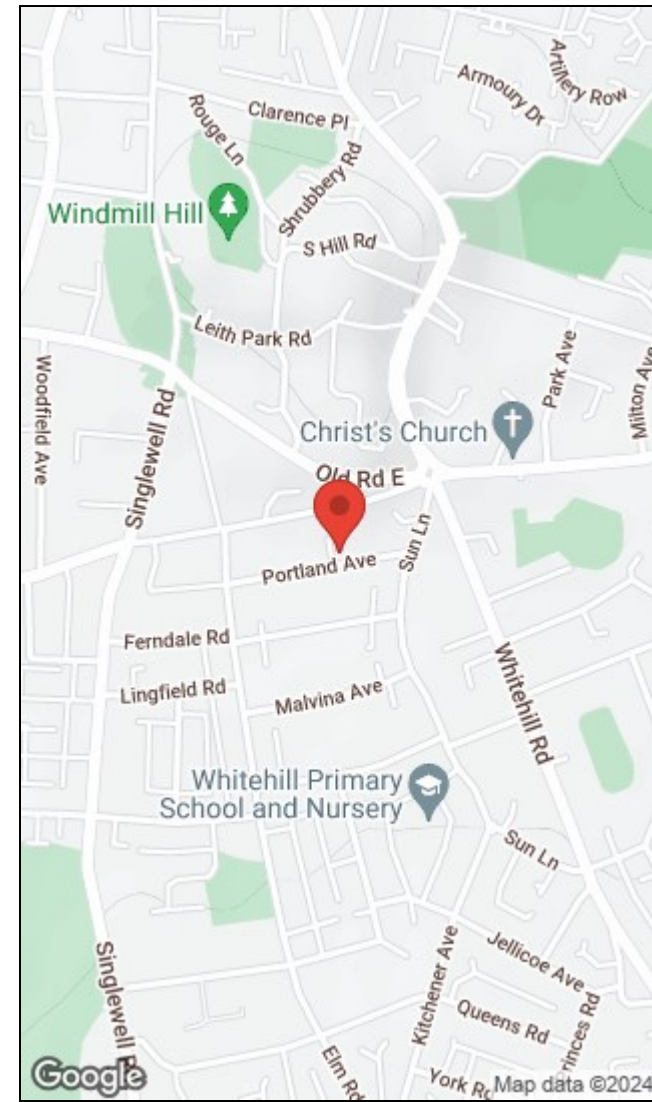 Armoury Dr
Artillery Row
Clarence Pl
Rouge Ln
Shrubbery Rd
Windmill Hill
S Hill Rd
Leith Park Rd
Park Ave
Milton Ave
Woodfield Ave
Singlewell Rd
Christ's Church
Old Rd E
Portland Ave
Sun Ln
Ferndale Rd
Lingfield Rd
Malvina Ave
Whitehill Rd
Whitehill Primary
School and Nursery
Sun Ln
Singlewell R
Kitchener Ave
Jellicoe Ave
Queens Rd
Princes Rd
Elm Rd
York Rd
Google
Map data ©2024